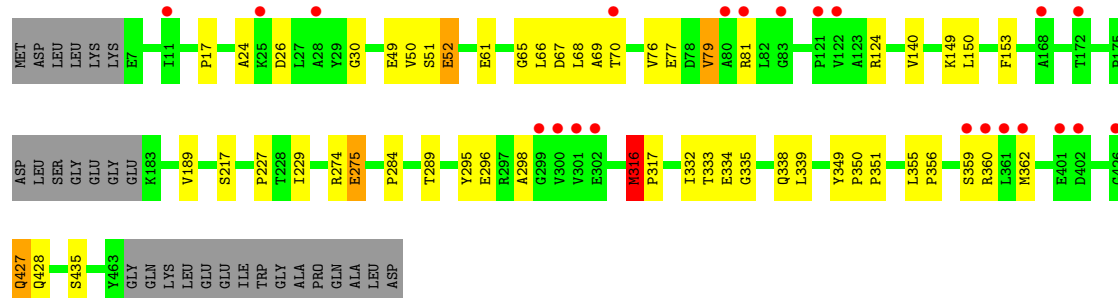 MET ASP LEU LEU LYS LYS E7 I11 P17 A24 K25 D26 L27 A28 Y29 G30 E49 V50 S51 E52 E61 G65 L66 D67 L68 A69 T70 V76 E77 D78 V79 A80 R81 L82 G83 P121 V122 A123 R124 V140 K149 L150 F153 A168 T172
ASP LEU SER GLY GLU GLY GLU K183 V189 S217 P227 T228 I229 R274 E275 P284 T289 Y295 E296 R297 A298 G299 V300 V301 E302 M316 P317 I332 T333 E334 G335 Q338 L339 Y349 P350 P351 L355 P356 S359 R360 L361 M362 E401 D402
Q427 Q428 S435 Y463 GLY GLN LYS LEU GLU GLU ILE TRP GLY ALA PRO GLN ALA LEU ASP